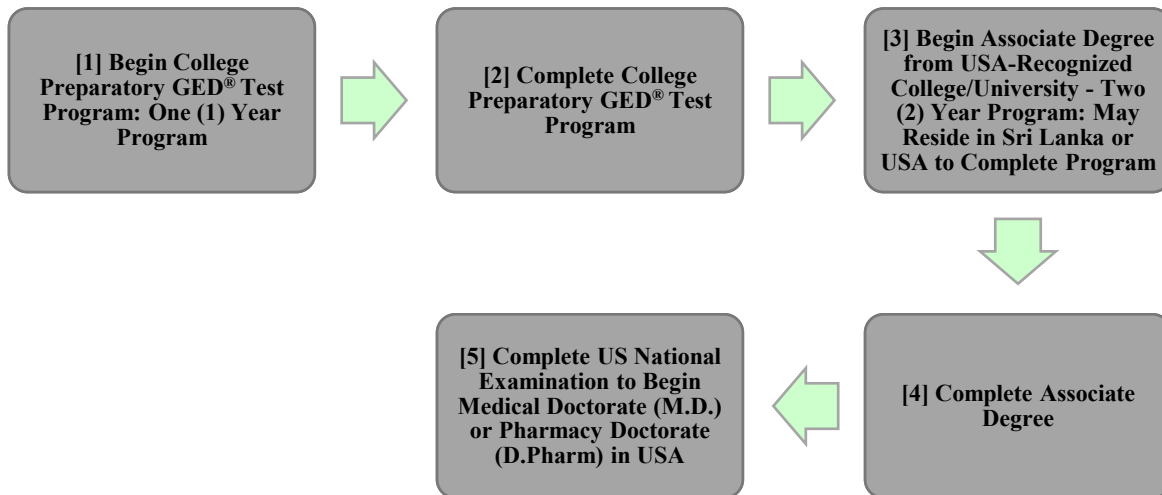 [1] Begin College
Preparatory GED® Test
Program: One (1) Year
Program
[2] Complete College
Preparatory GED® Test
Program
[3] Begin Associate Degree
from USA-Recognized
College/University - Two
(2) Year Program: May
Reside in Sri Lanka or
USA to Complete Program
[4] Complete Associate
Degree
[5] Complete US National
Examination to Begin
Medical Doctorate (M.D.)
or Pharmacy Doctorate
(D.Pharm) in USA